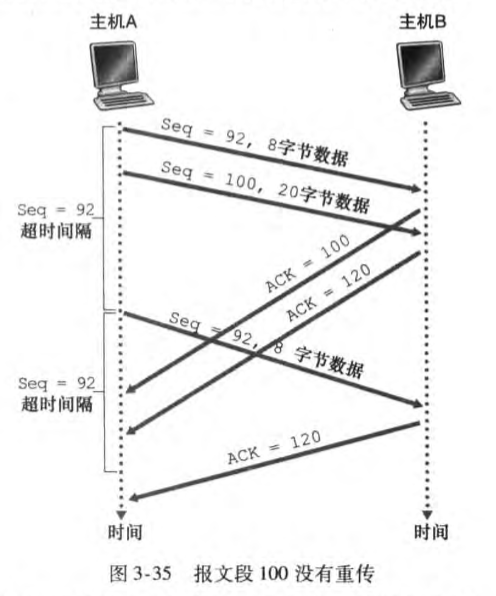 主机A
主机B
Seq = 92, 8字节数据
Seq = 100, 20字节数据
Seq = 92
超时间隔
ACK = 100
ACK = 120
Seq = 92, 8 字节数据
Seq = 92
超时间隔
ACK = 120
时间
时间
图 3-35 报文段 100 没有重传